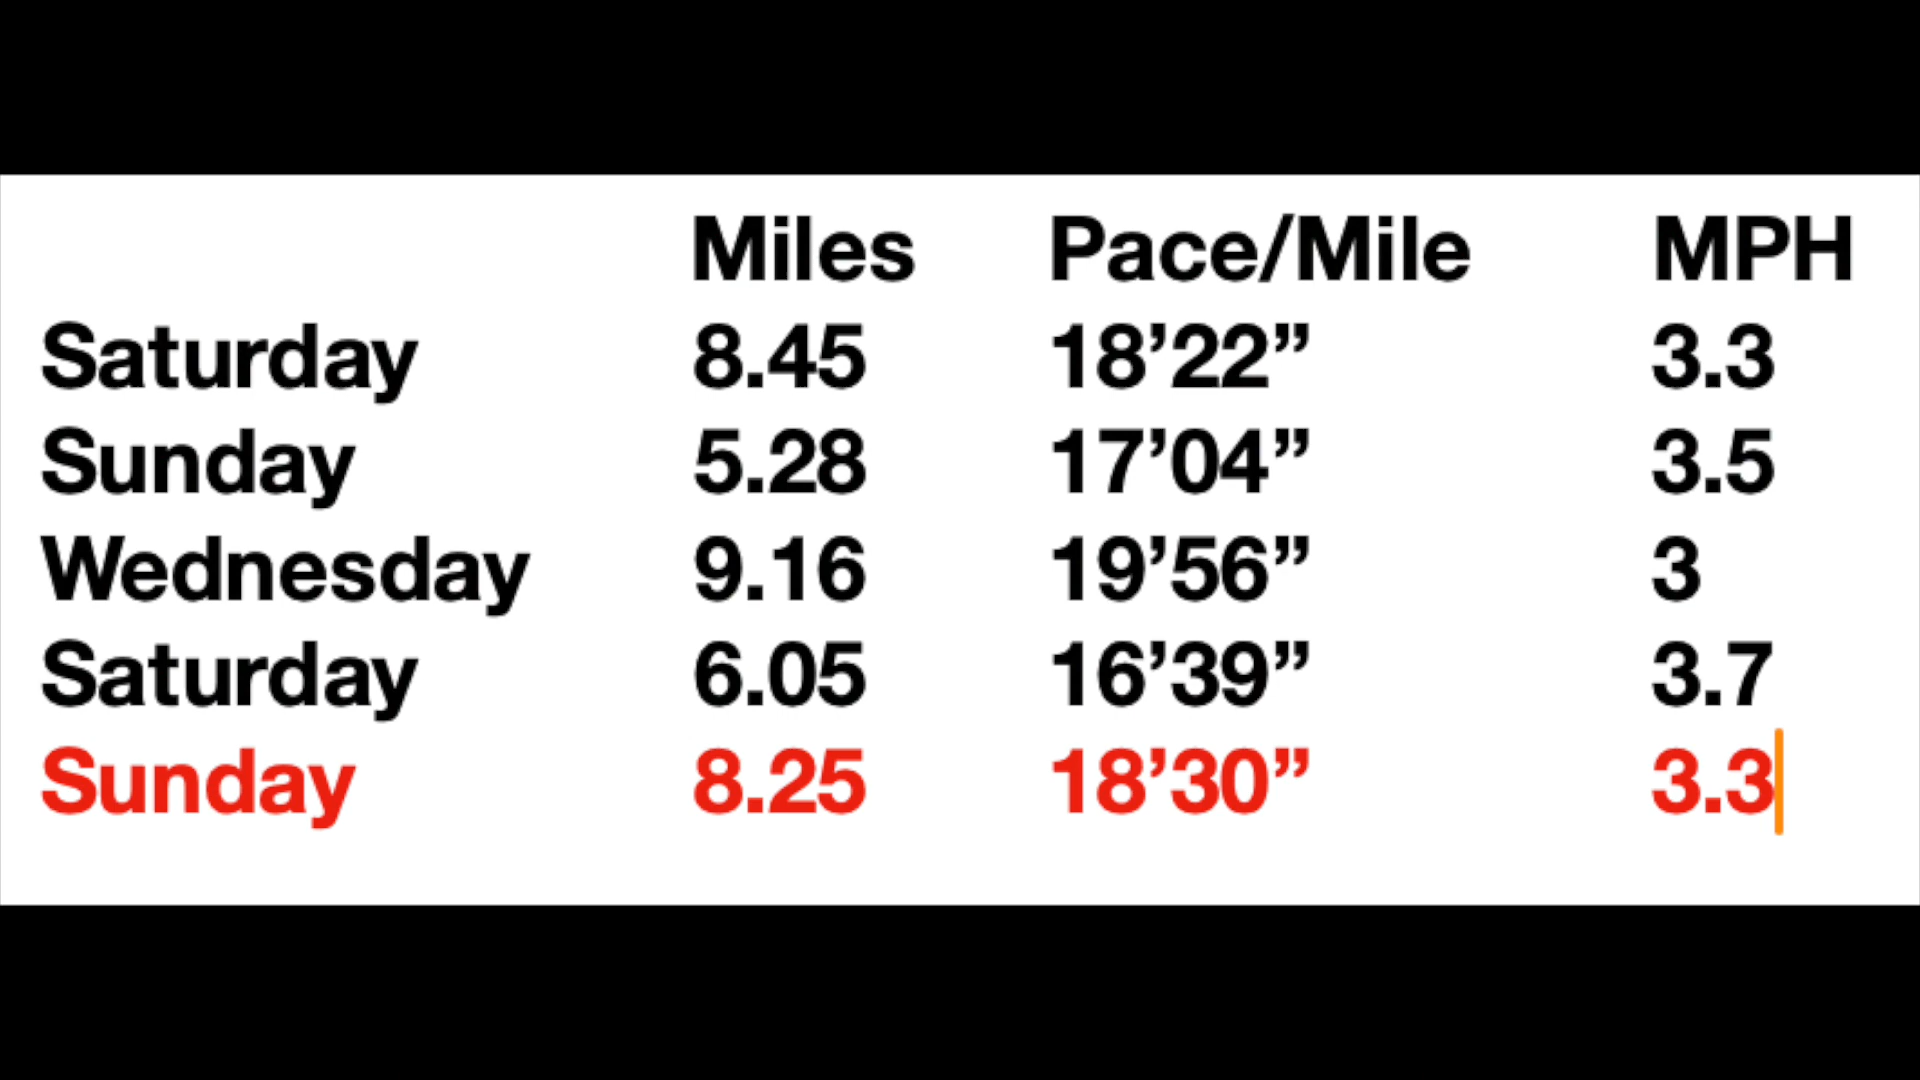 Miles Pace/Mile MPH
Saturday 8.45 18’22” 3.3
Sunday 5.28 17’04” 3.5
Wednesday 9.16 19’56” 3
Saturday 6.05 16’39” 3.7
Sunday 8.25 18’30” 3.3